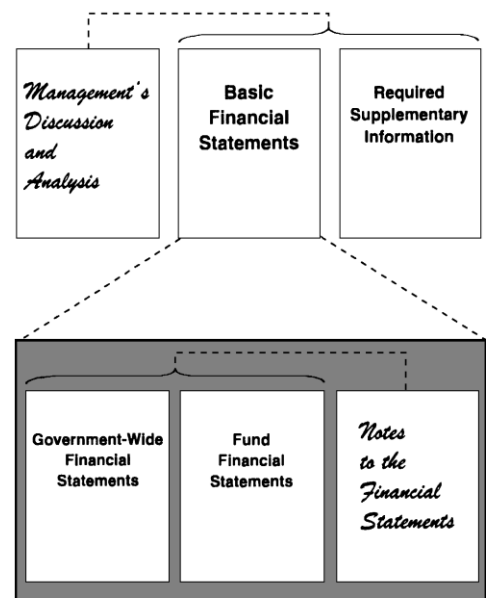 Management's
Discussion
and
Analysis
Basic
Financial
Statements
Required
Supplementary
Information
Government-Wide
Financial
Statements
Fund
Financial
Statements
Notes
to the
Financial
Statements